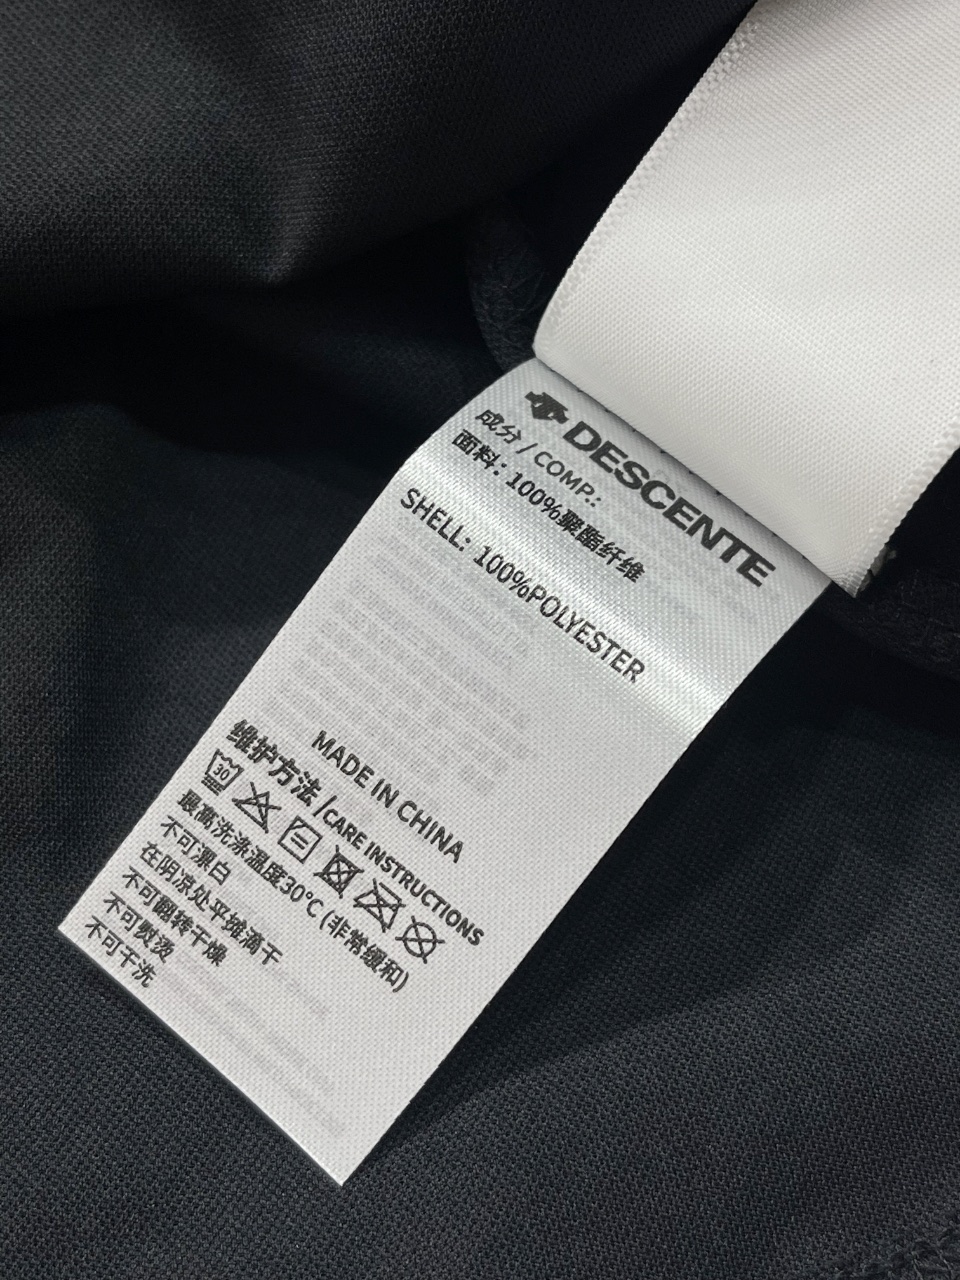 DESCENTE
成分 / COMP.:
面料: 100%聚酯纤维
SHELL: 100%POLYESTER
MADE IN CHINA
维护方法 /CARE INSTRUCTIONS
30
最高洗涤温度30°C (非常缓和)
不可漂白
在阴凉处平摊滴干
不可翻转干燥
不可熨烫
不可干洗